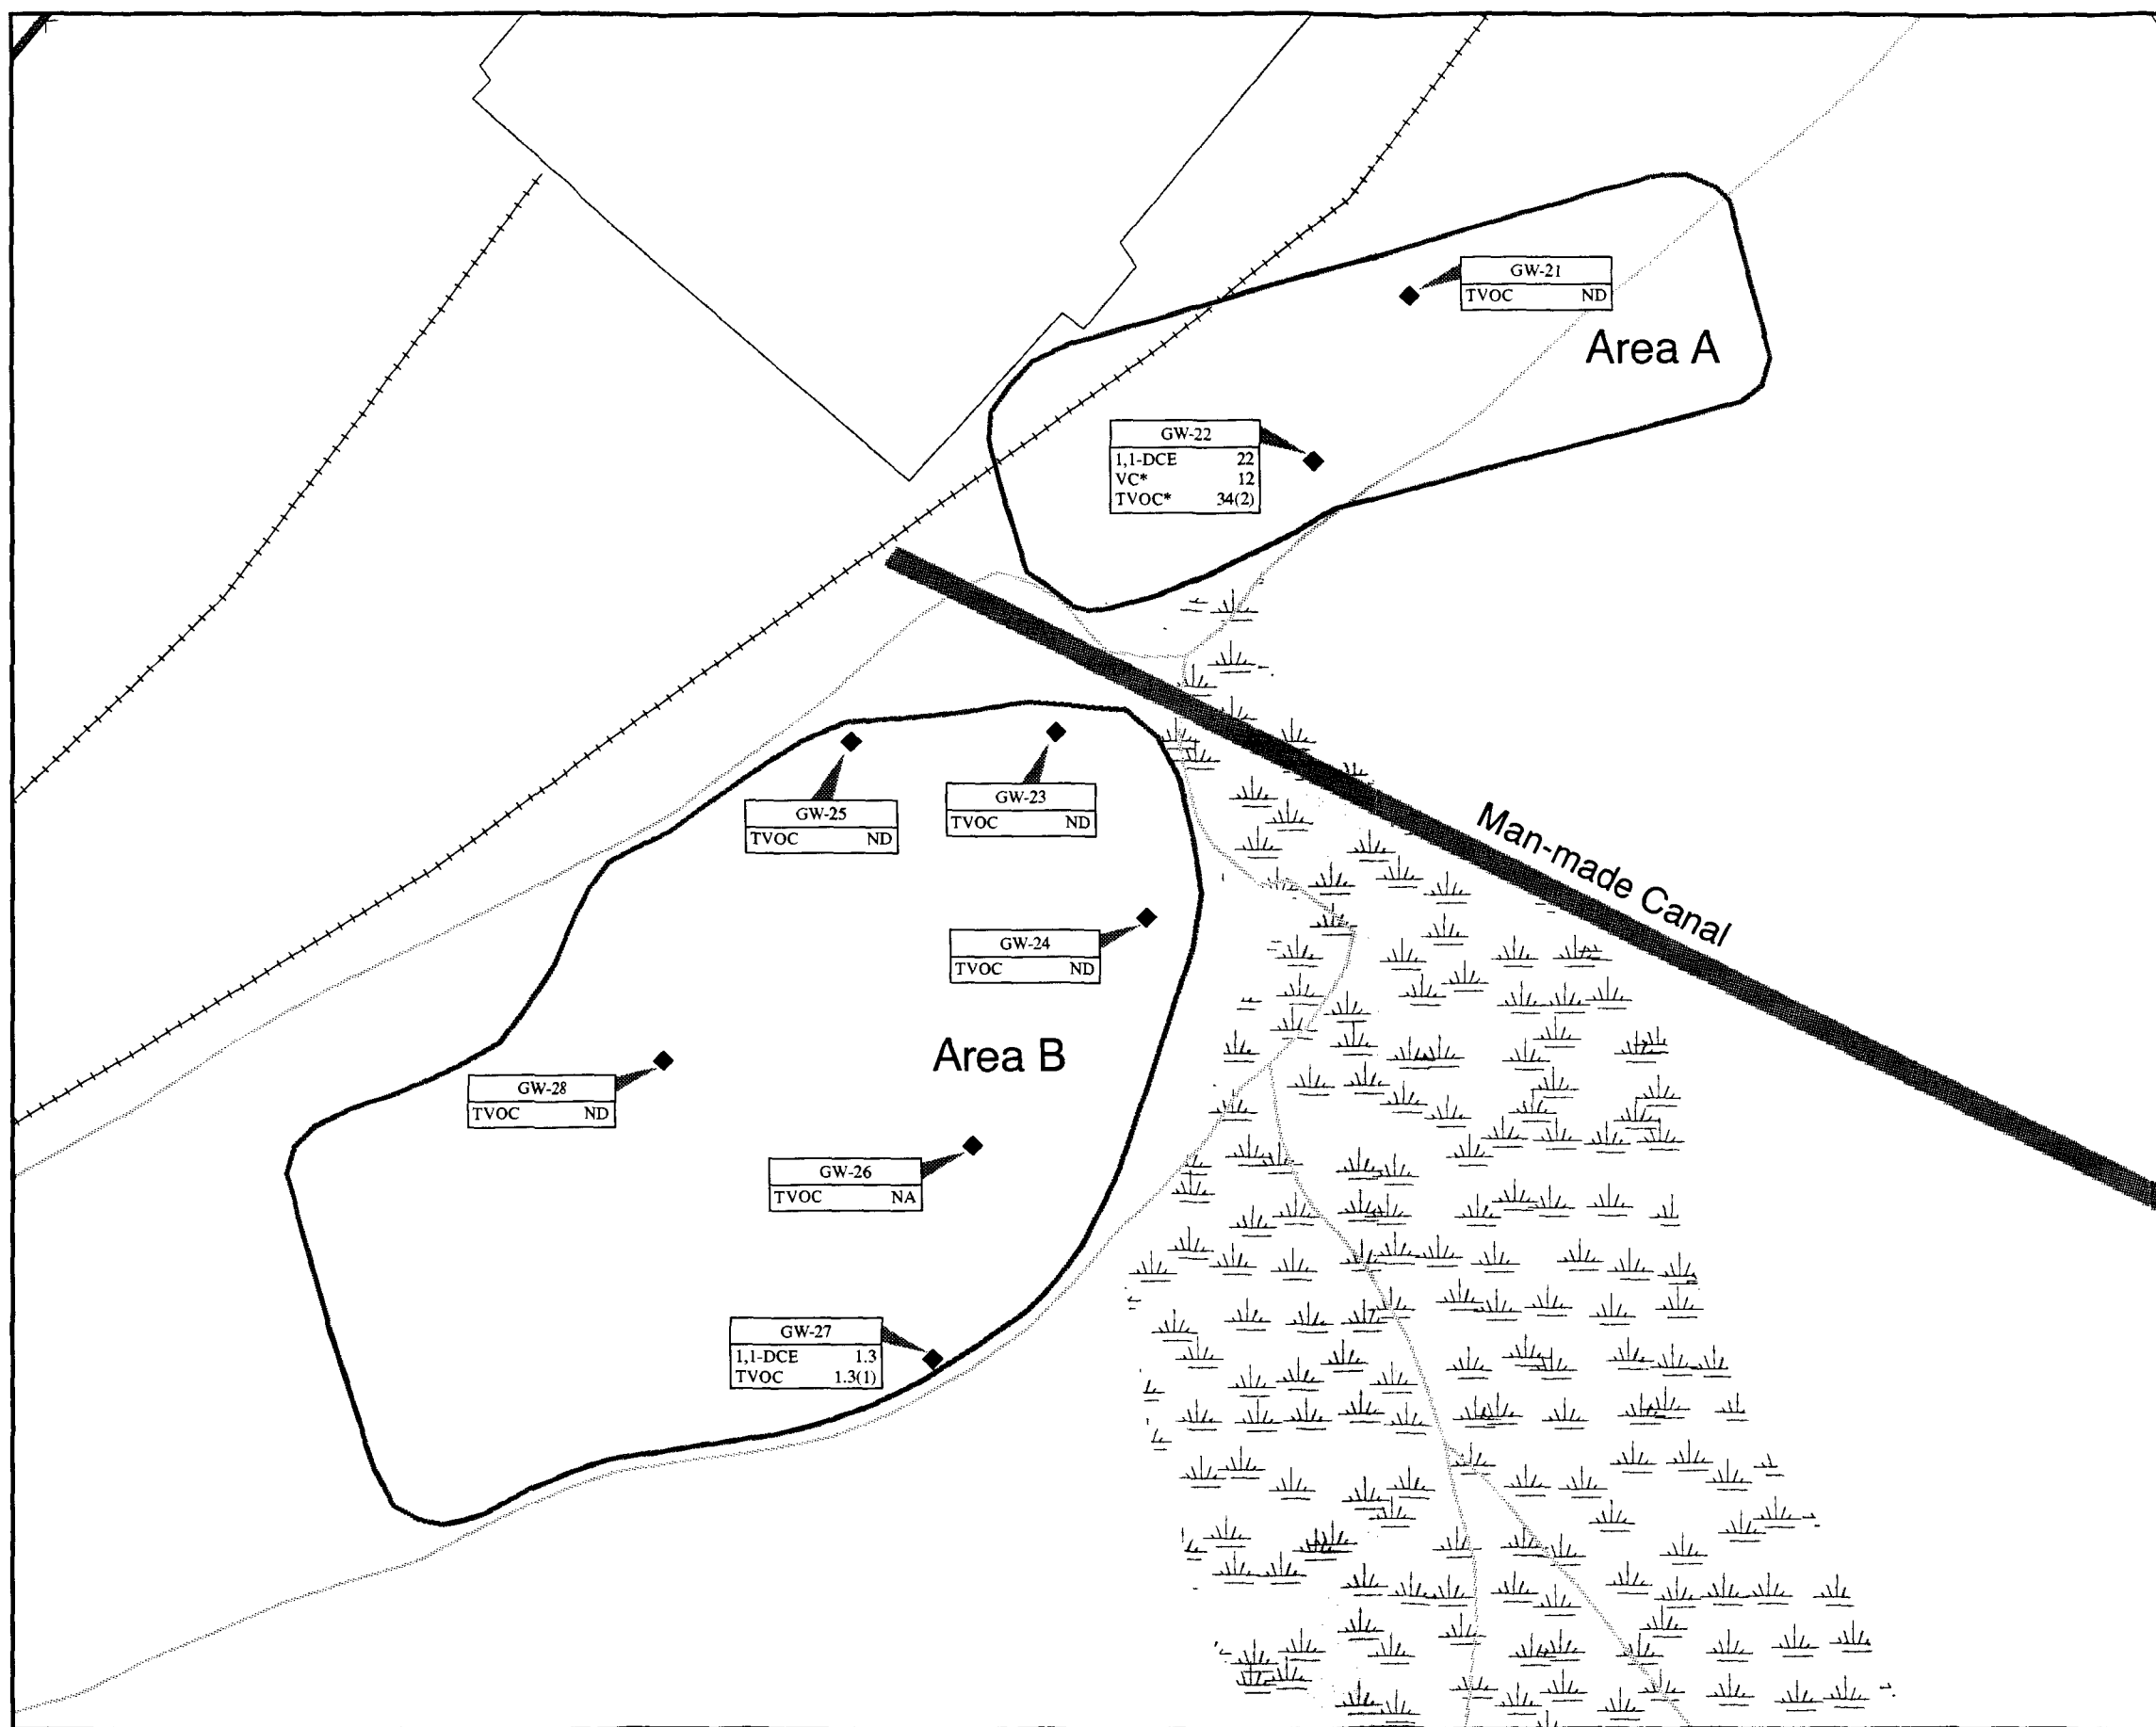 GW-21
TVOC ND
Area A
GW-22
1,1-DCE 22
VC* 12
TVOC* 34(2)
GW-25
TVOC ND
GW-23
TVOC ND
Man-made Canal
GW-24
TVOC ND
Area B
GW-28
TVOC ND
GW-26
TVOC NA
GW-27
1,1-DCE 1.3
TVOC 1.3(1)